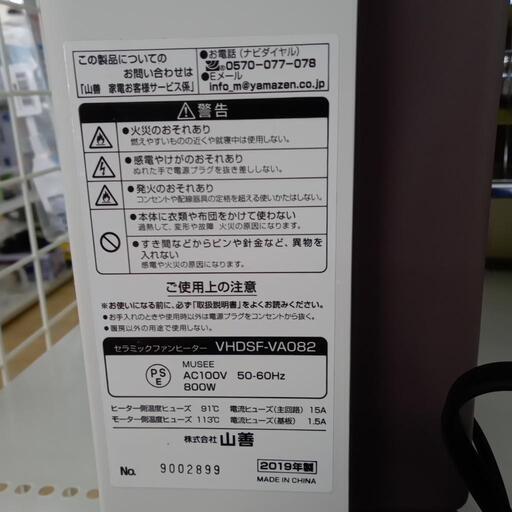 この製品についての
お問い合わせは
「山善 家電お客様サービス係」
●お電話（ナビダイヤル）
0570-077-078
●Eメール
info_m@yamazen.co.jp
警告
●火災のおそれあり
燃えやすいものの近くや就寝中は使用しない。
●感電やけがのおそれあり
ぬれた手で電源プラグを抜き差ししない。
●発火のおそれあり
コンセントや配線器具の定格を超える使いかたはしない。
●本体に衣類や布団をかけて使わない
過熱して、変形や故障 火災の原因になります。
●すき間などからピンや針金など、異物を
入れない
感電や火災の原因になります。
ご使用上の注意
※お使いになる前に、必ず「取扱説明書」をよくお読みください。
●お手入れのときや使用時以外は電源プラグをコンセントから抜く。
●暖房以外の用途で使用しない。
セラミックファンヒーター VHDSF-VA082
PS
E
MUSEE
AC100V 50-60Hz
800W
ヒーター側温度ヒューズ 91℃ 電流ヒューズ(主回路) 15A
モーター側温度ヒューズ 113℃ 電流ヒューズ(基板) 1.5A
株式会社 山善
No. 9002899
2019年製
MADE IN CHINA